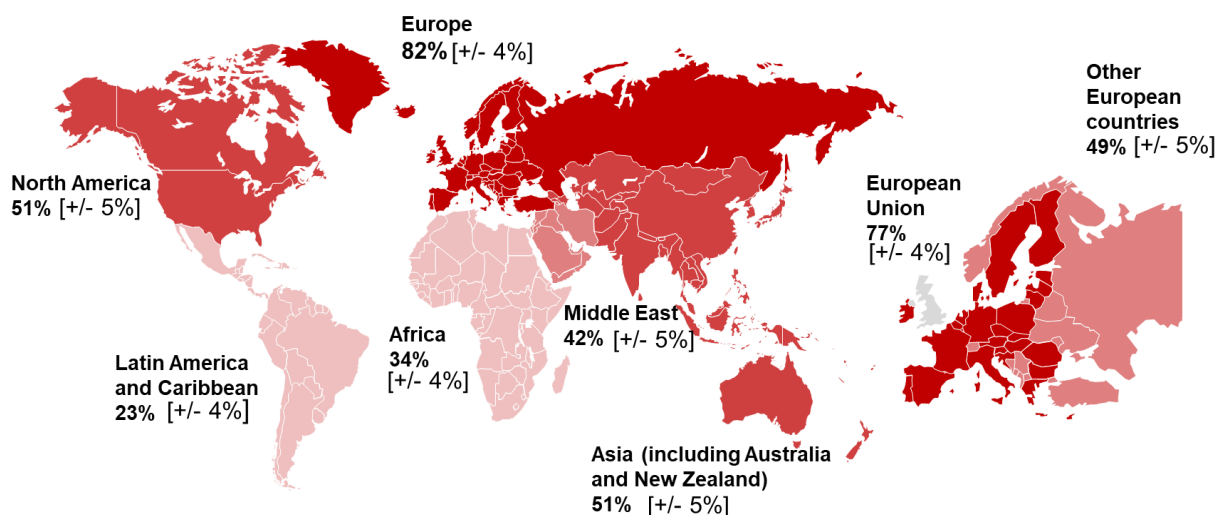 Europe
82% [+/- 4%]
Other
European
countries
49% [+/- 5%]
North America
51% [+/- 5%]
European
Union
77%
[+/- 4%]
Middle East
42% [+/- 5%]
Africa
34%
[+/- 4%]
Latin America
and Caribbean
23% [+/- 4%]
Asia (including Australia
and New Zealand)
51% [+/- 5%]